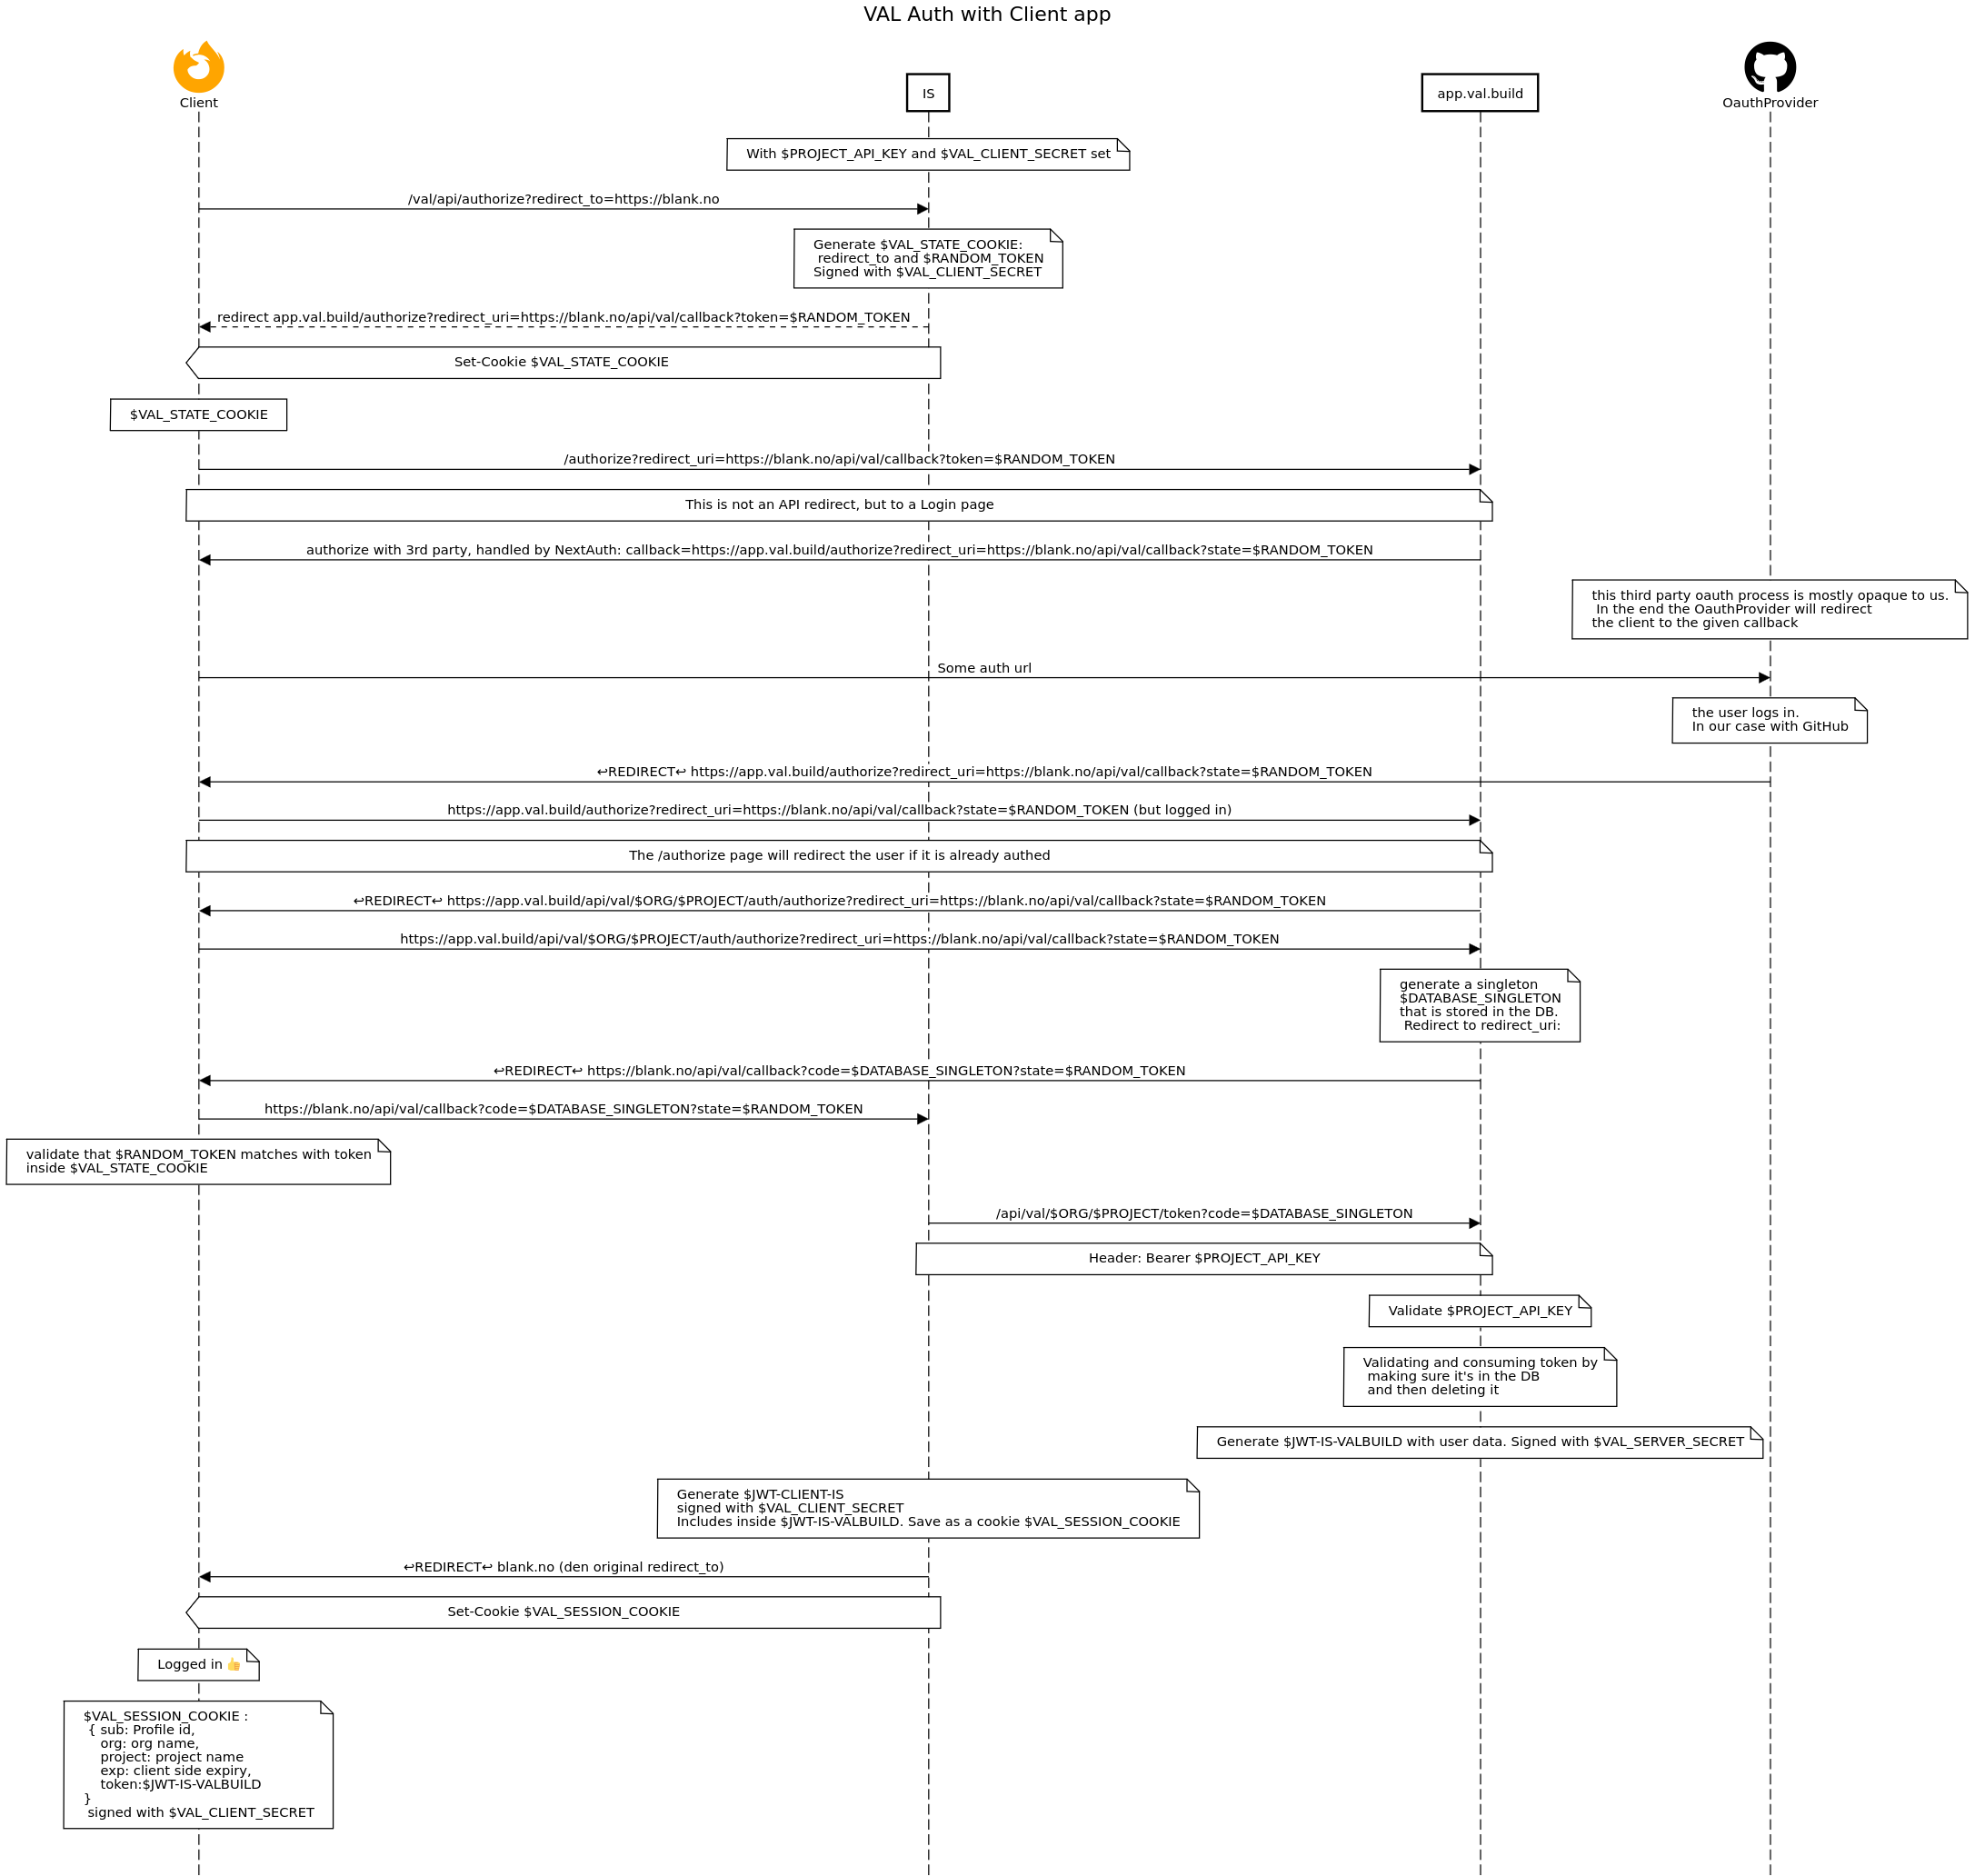 VAL Auth with Client app
Client
IS
app.val.build
OauthProvider
With $PROJECT_API_KEY and $VAL_CLIENT_SECRET set
/val/api/authorize?redirect_to=https://blank.no
Generate $VAL_STATE_COOKIE:
redirect_to and $RANDOM_TOKEN
Signed with $VAL_CLIENT_SECRET
redirect app.val.build/authorize?redirect_uri=https://blank.no/api/val/callback?token=$RANDOM_TOKEN
Set-Cookie $VAL_STATE_COOKIE
$VAL_STATE_COOKIE
/authorize?redirect_uri=https://blank.no/api/val/callback?token=$RANDOM_TOKEN
This is not an API redirect, but to a Login page
authorize with 3rd party, handled by NextAuth: callback=https://app.val.build/authorize?redirect_uri=https://blank.no/api/val/callback?state=$RANDOM_TOKEN
this third party oauth process is mostly opaque to us.
In the end the OauthProvider will redirect
the client to the given callback
Some auth url
the user logs in.
In our case with GitHub
↩REDIRECT↩ https://app.val.build/authorize?redirect_uri=https://blank.no/api/val/callback?state=$RANDOM_TOKEN
https://app.val.build/authorize?redirect_uri=https://blank.no/api/val/callback?state=$RANDOM_TOKEN (but logged in)
The /authorize page will redirect the user if it is already authed
↩REDIRECT↩ https://app.val.build/api/val/$ORG/$PROJECT/auth/authorize?redirect_uri=https://blank.no/api/val/callback?state=$RANDOM_TOKEN
https://app.val.build/api/val/$ORG/$PROJECT/auth/authorize?redirect_uri=https://blank.no/api/val/callback?state=$RANDOM_TOKEN
generate a singleton
$DATABASE_SINGLETON
that is stored in the DB.
Redirect to redirect_uri:
↩REDIRECT↩ https://blank.no/api/val/callback?code=$DATABASE_SINGLETON?state=$RANDOM_TOKEN
https://blank.no/api/val/callback?code=$DATABASE_SINGLETON?state=$RANDOM_TOKEN
validate that $RANDOM_TOKEN matches with token
inside $VAL_STATE_COOKIE
/api/val/$ORG/$PROJECT/token?code=$DATABASE_SINGLETON
Header: Bearer $PROJECT_API_KEY
Validate $PROJECT_API_KEY
Validating and consuming token by
making sure it's in the DB
and then deleting it
Generate $JWT-IS-VALBUILD with user data. Signed with $VAL_SERVER_SECRET
Generate $JWT-CLIENT-IS
signed with $VAL_CLIENT_SECRET
Includes inside $JWT-IS-VALBUILD. Save as a cookie $VAL_SESSION_COOKIE
↩REDIRECT↩ blank.no (den original redirect_to)
Set-Cookie $VAL_SESSION_COOKIE
Logged in 👍
$VAL_SESSION_COOKIE :
{ sub: Profile id,
org: org name,
project: project name
exp: client side expiry,
token:$JWT-IS-VALBUILD
}
signed with $VAL_CLIENT_SECRET